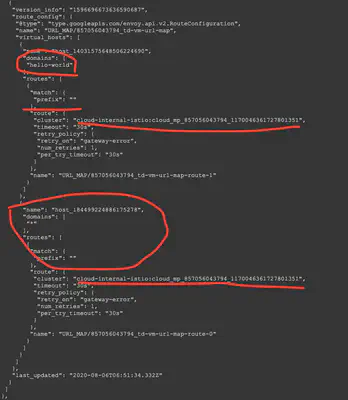 "version_info": "1596696673636590687",
"route_config": {
"@type": "type.googleapis.com/envoy.api.v2.RouteConfiguration",
"name": "URL_MAP/857056043794_td-vm-url-map",
"virtual_hosts": [
{
"name": "host_14031575648506224690",
"domains": [
"hello-world"
],
"routes": [
{
"match": {
"prefix": ""
},
"route": {
"cluster": "cloud-internal-istio:cloud_mp_857056043794_1170046361727801351",
"timeout": "30s",
"retry_policy": {
"retry_on": "gateway-error",
"num_retries": 1,
"per_try_timeout": "30s"
}
},
"name": "URL_MAP/857056043794_td-vm-url-map-route-1"
}
]
},
{
"name": "host_184499224886175278",
"domains": [
"*"
],
"routes": [
{
"match": {
"prefix": ""
},
"route": {
"cluster": "cloud-internal-istio:cloud_mp_857056043794_1170046361727801351",
"timeout": "30s",
"retry_policy": {
"retry_on": "gateway-error",
"num_retries": 1,
"per_try_timeout": "30s"
}
},
"name": "URL_MAP/857056043794_td-vm-url-map-route-0"
}
]
}
]
},
"last_updated": "2020-08-06T06:51:34.332Z"
}
]
}